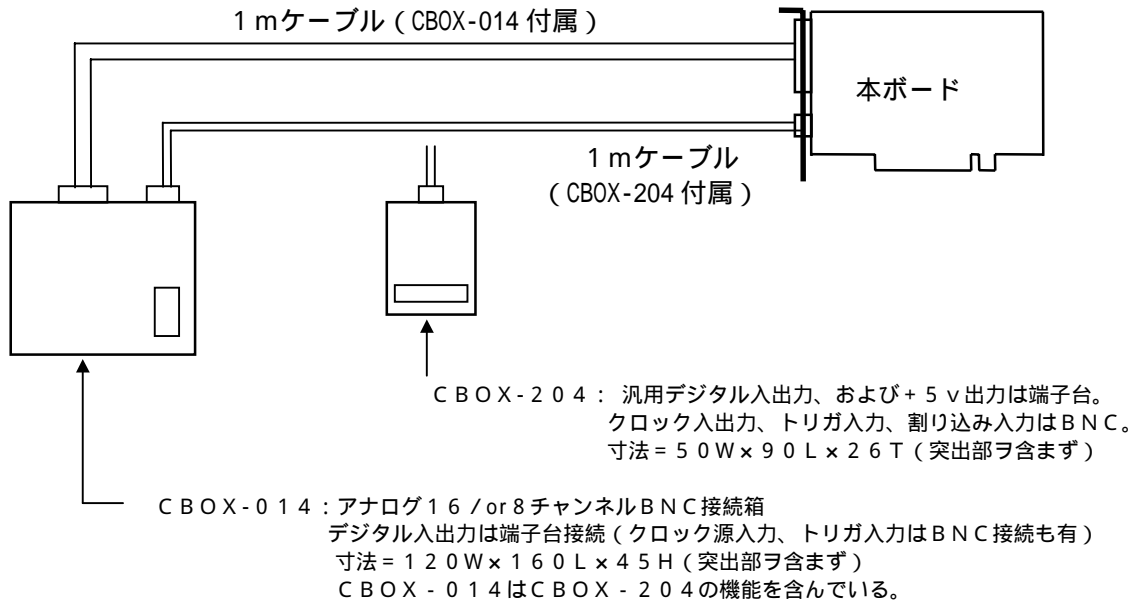 １ｍケーブル（CBOX-014 付属）
本ボード
１ｍケーブル
（CBOX-204 付属）
ＣＢＯＸ-２０４： 汎用デジタル入出力、および＋５ｖ出力は端子台。
クロック入出力、トリガ入力、割り込み入力はＢＮＣ。
寸法＝５０Ｗ×９０Ｌ×２６Ｔ（突出部ヲ含まず）
ＣＢＯＸ-０１４：アナログ１６／or８チャンネルＢＮＣ接続箱
デジタル入出力は端子台接続（クロック源入力、トリガ入力はＢＮＣ接続も有）
寸法＝１２０Ｗ×１６０Ｌ×４５Ｈ（突出部ヲ含まず）
ＣＢＯＸ‐０１４はＣＢＯＸ‐２０４の機能を含んでいる。